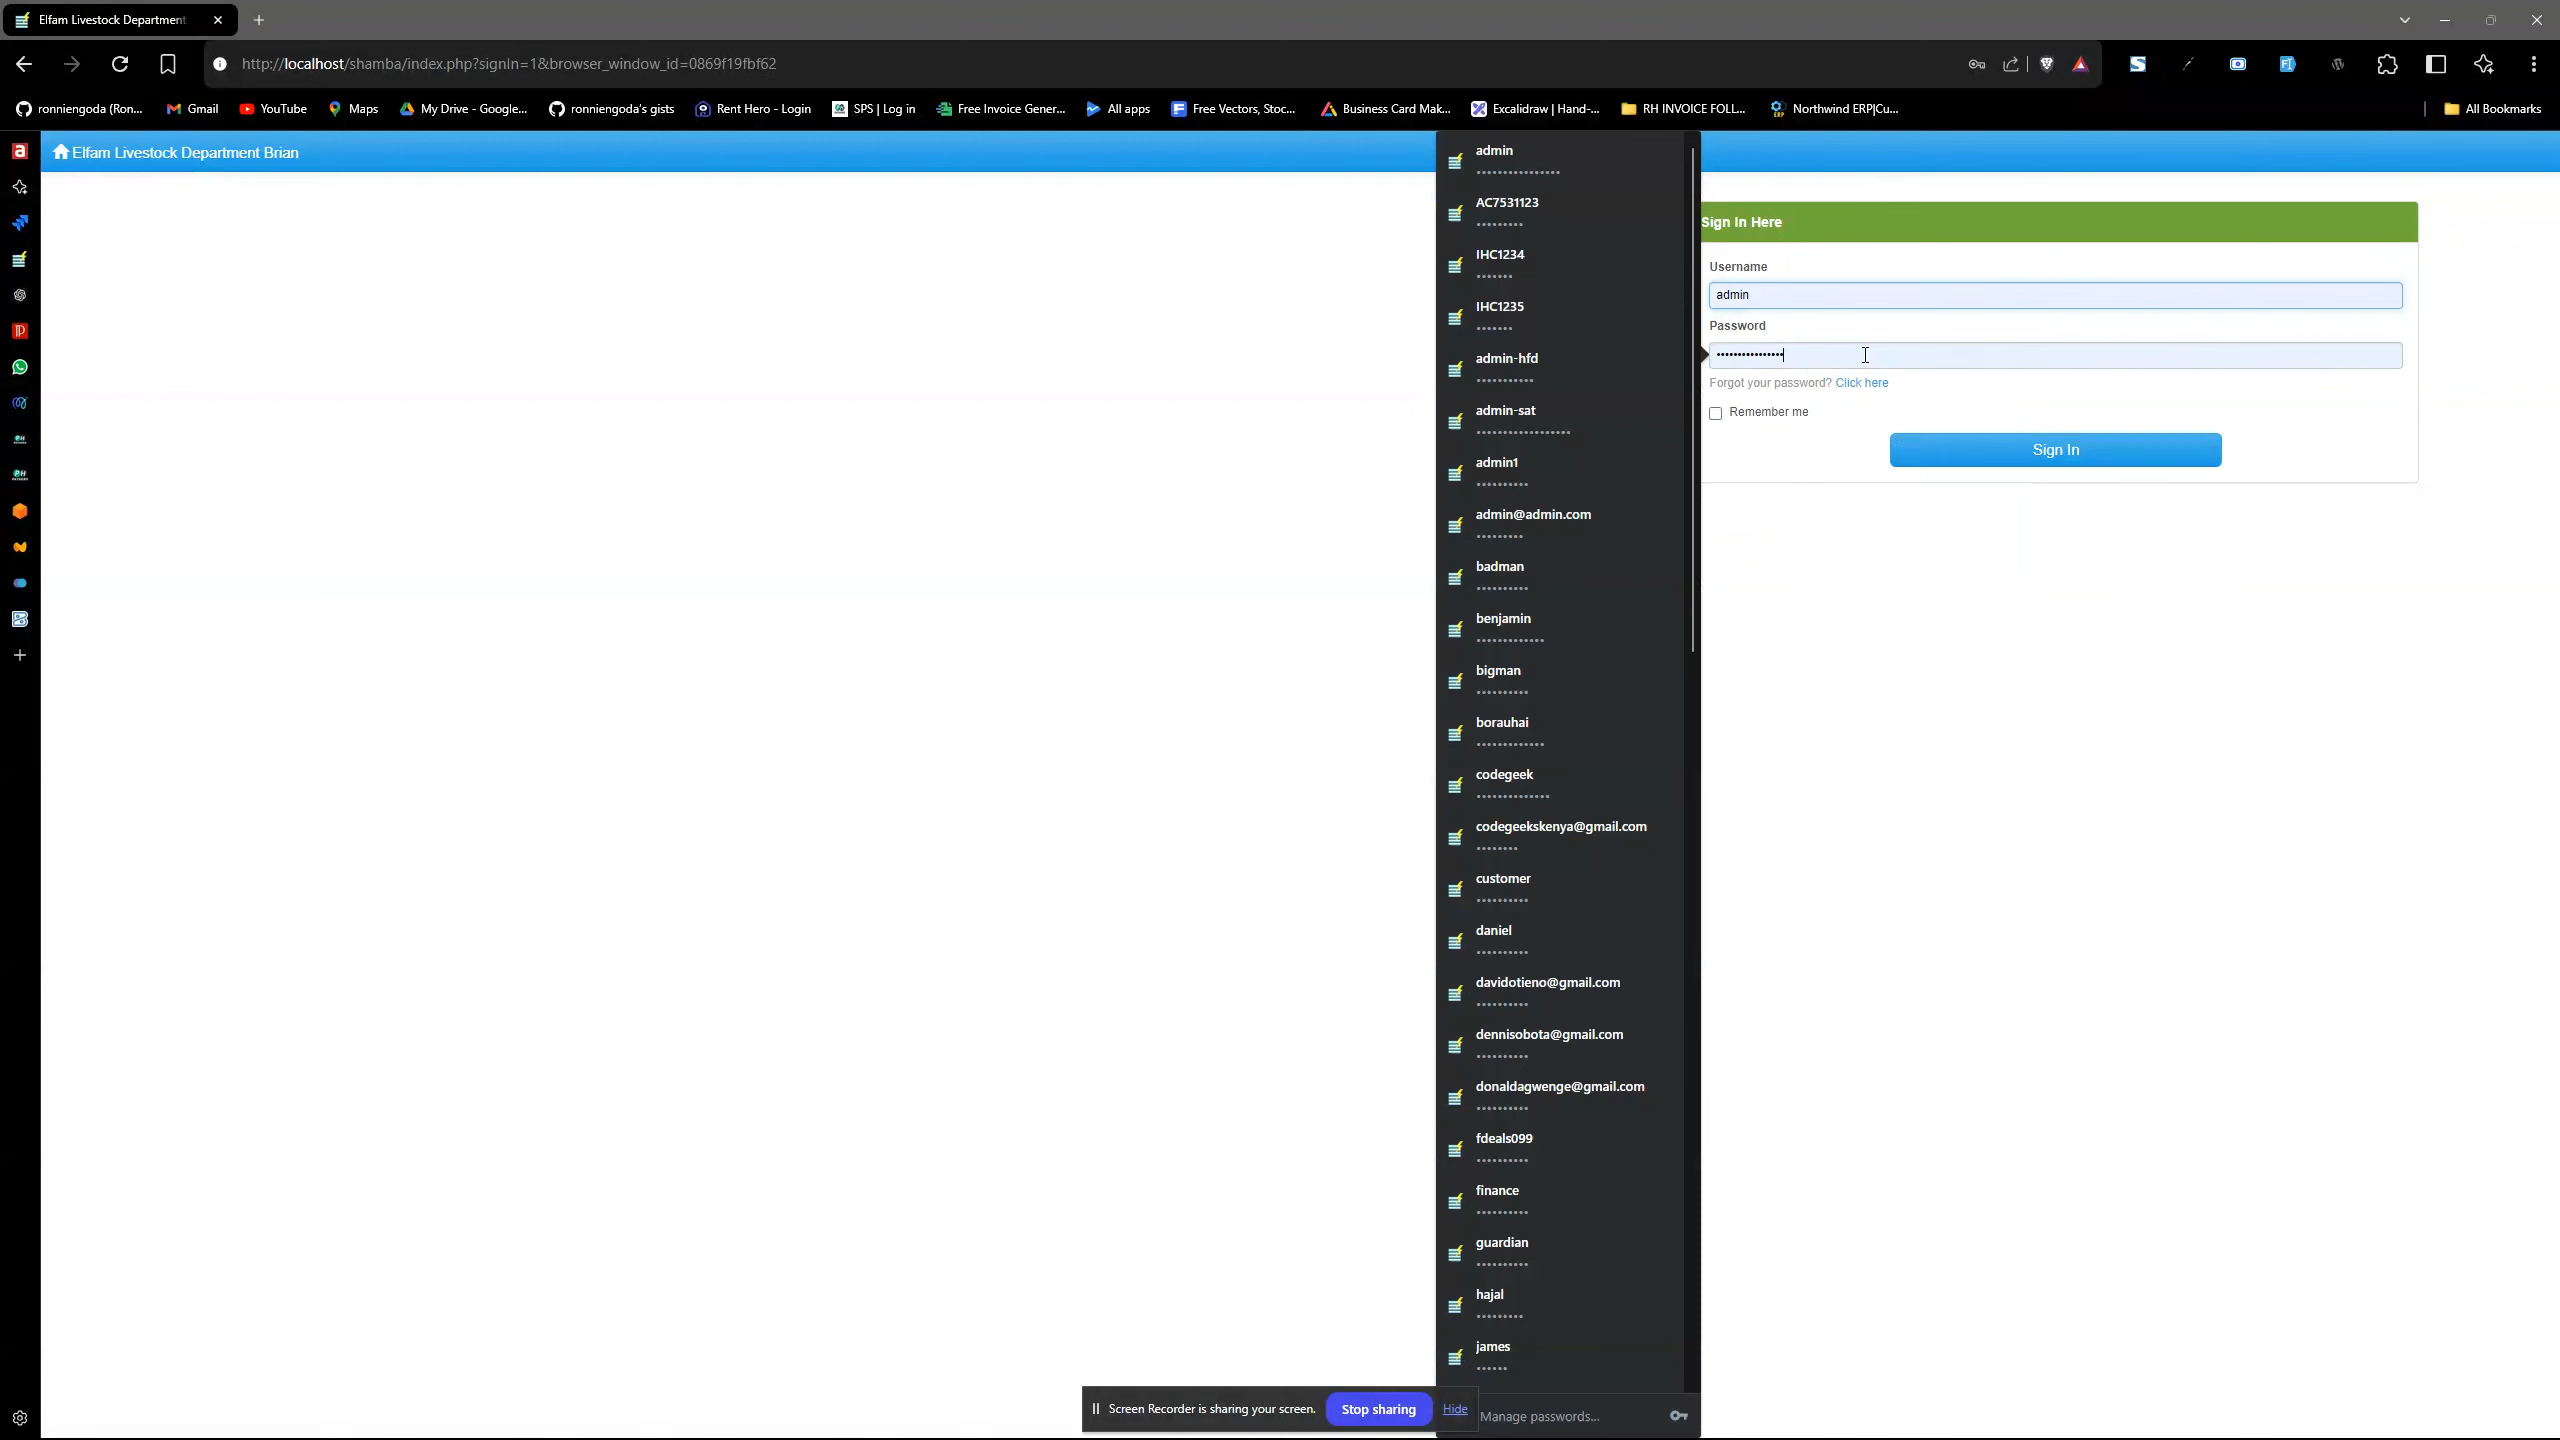 Elfam Livestock Department
http://localhost/shamba/index.php?signIn=1&browser_window_id=0869f19fbf62
ronniengoda (Ron... Gmail YouTube Maps My Drive - Google... ronniengoda's gists Rent Hero - Login SPS | Log in Free Invoice Gener... All apps Free Vectors, Stoc... Business Card Mak... Excalidraw | Hand-... RH INVOICE FOLL... Northwind ERP|Cu... All Bookmarks
Elfam Livestock Department Brian
admin
AC7531123
IHC1234
IHC1235
admin-hfd
admin-sat
admin1
admin@admin.com
badman
benjamin
bigman
borauhai
codegeek
codegeekskenya@gmail.com
customer
daniel
davidotieno@gmail.com
dennisobota@gmail.com
donaldagwenge@gmail.com
fdeals099
finance
guardian
hajal
james
Manage passwords...
Sign In Here
Username
admin
Password
Forgot your password? Click here
Remember me
Sign In
Screen Recorder is sharing your screen. Stop sharing Hide